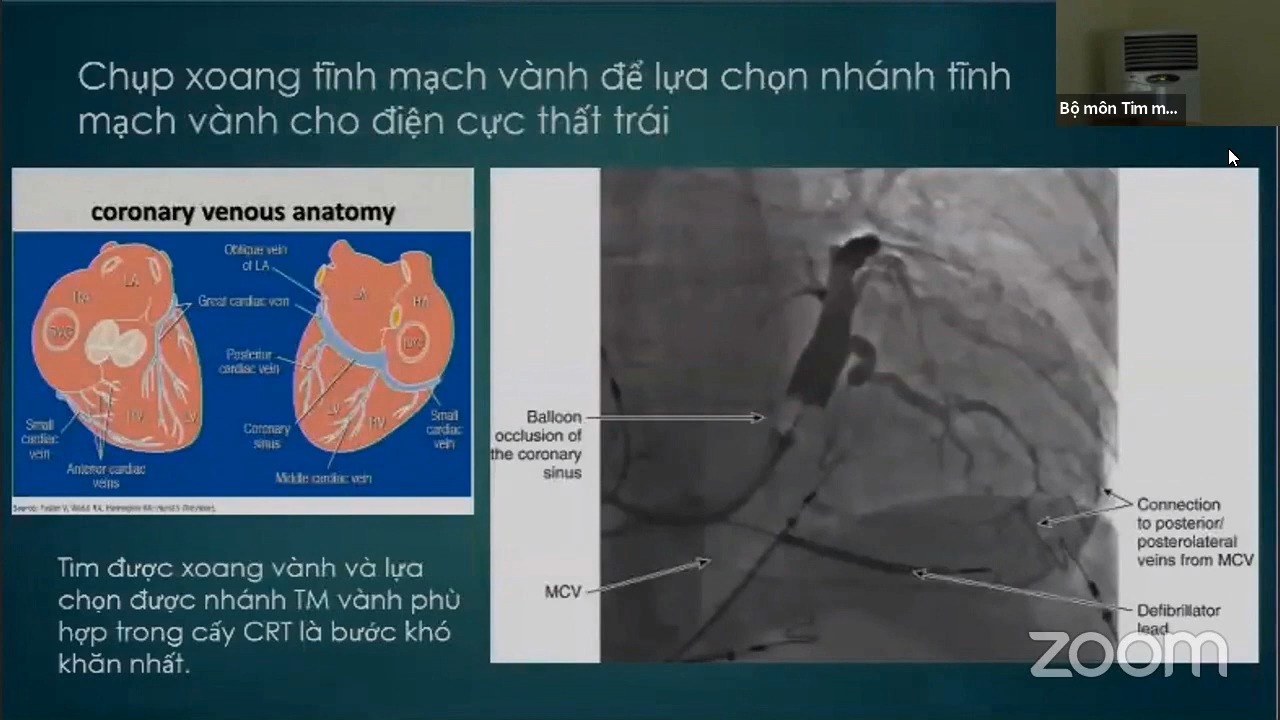 Chụp xoang tĩnh mạch vành để lựa chọn nhánh tĩnh
mạch vành cho điện cực thất trái
Bộ môn Tim m...
coronary venous anatomy
Oblique vein
of LA
LA
Great cardiac vein
SVC
Posterior
cardiac vein
Small
cardiac
vein
RV
LV
Coronary
sinus
LV
RV
Small
cardiac
vein
Anterior cardiac
veins
Middle cardiac vein
Balloon
occlusion of
the coronary
sinus
MCV
Connection
to posterior/
posterolateral
veins from MCV
Defibrillator
lead
Tìm được xoang vành và lựa
chọn được nhánh TM vành phù
hợp trong cấy CRT là bước khó
khăn nhất.
zoom